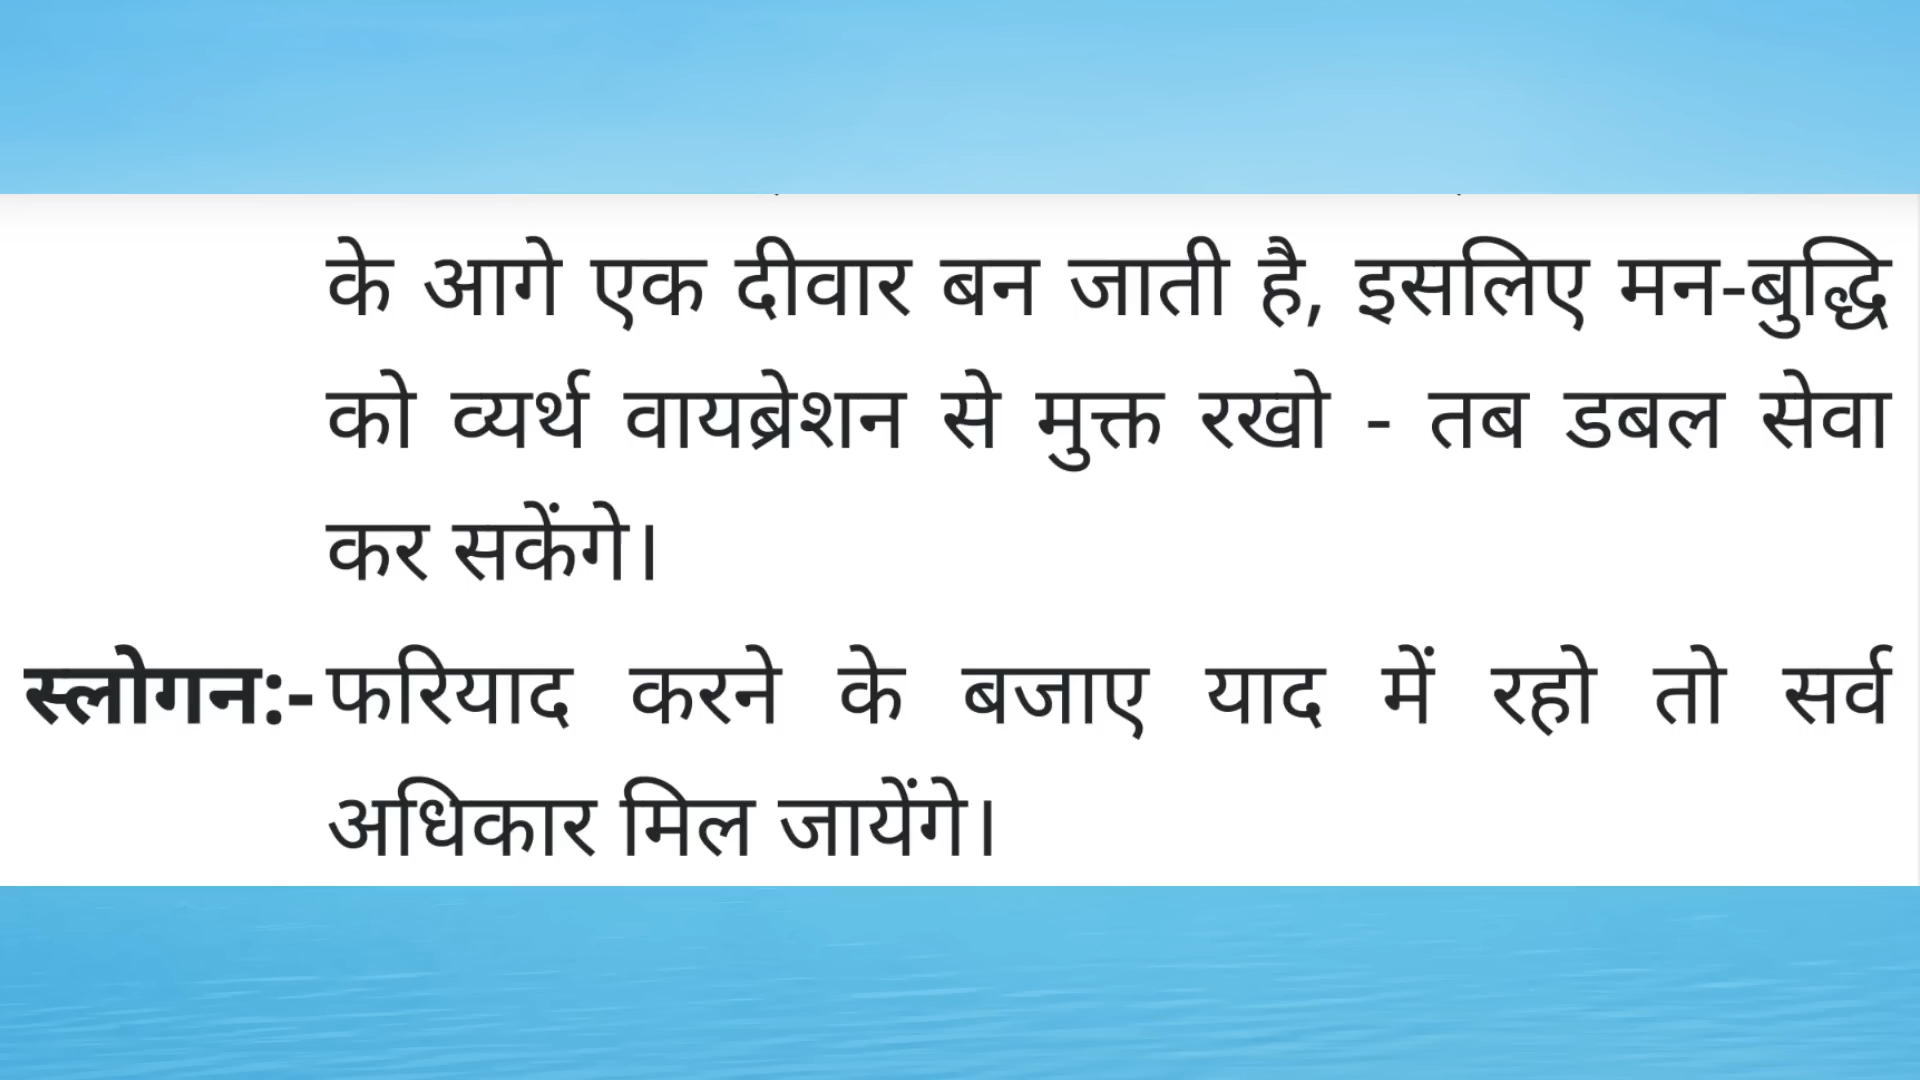 के आगे एक दीवार बन जाती है, इसलिए मन-बुद्धि
को व्यर्थ वायब्रेशन से मुक्त रखो - तब डबल सेवा
कर सकेंगे।
स्लोगन:- फरियाद करने के बजाए याद में रहो तो सर्व
अधिकार मिल जायेंगे।